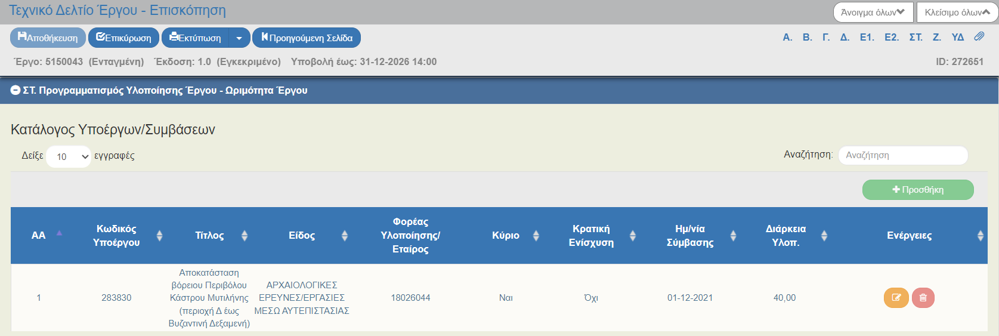 Τεχνικό Δελτίο Έργου - Επισκόπηση
Άνοιγμα όλων
Κλείσιμο όλων
Αποθήκευση
Επικύρωση
Εκτύπωση
Προηγούμενη Σελίδα
Α. Β. Γ. Δ. Ε1. Ε2. ΣΤ. Ζ. ΥΔ
Έργο: 5150043 (Ενταγμένη) Έκδοση: 1.0 (Εγκεκριμένο) Υποβολή έως: 31-12-2026 14:00
ID: 272651
ΣΤ. Προγραμματισμός Υλοποίησης Έργου - Ωριμότητα Έργου
Κατάλογος Υποέργων/Συμβάσεων
Δείξε 10 εγγραφές
Αναζήτηση: Αναζήτηση
Προσθήκη
ΑΑ
Κωδικός
Υποέργου
Τίτλος
Είδος
Φορέας
Υλοποίησης/
Εταίρος
Κύριο
Κρατική
Ενίσχυση
Ημ/νία
Σύμβασης
Διάρκεια
Υλοπ.
Ενέργειες
1
283830
Αποκατάσταση
βόρειου Περιβόλου
Κάστρου Μυτιλήνης
(περιοχή Δ έως
Βυζαντινή Δεξαμενή)
ΑΡΧΑΙΟΛΟΓΙΚΕΣ
ΕΡΕΥΝΕΣ/ΕΡΓΑΣΙΕΣ
ΜΕΣΩ ΑΥΤΕΠΙΣΤΑΣΙΑΣ
18026044
Ναι
Όχι
01-12-2021
40,00